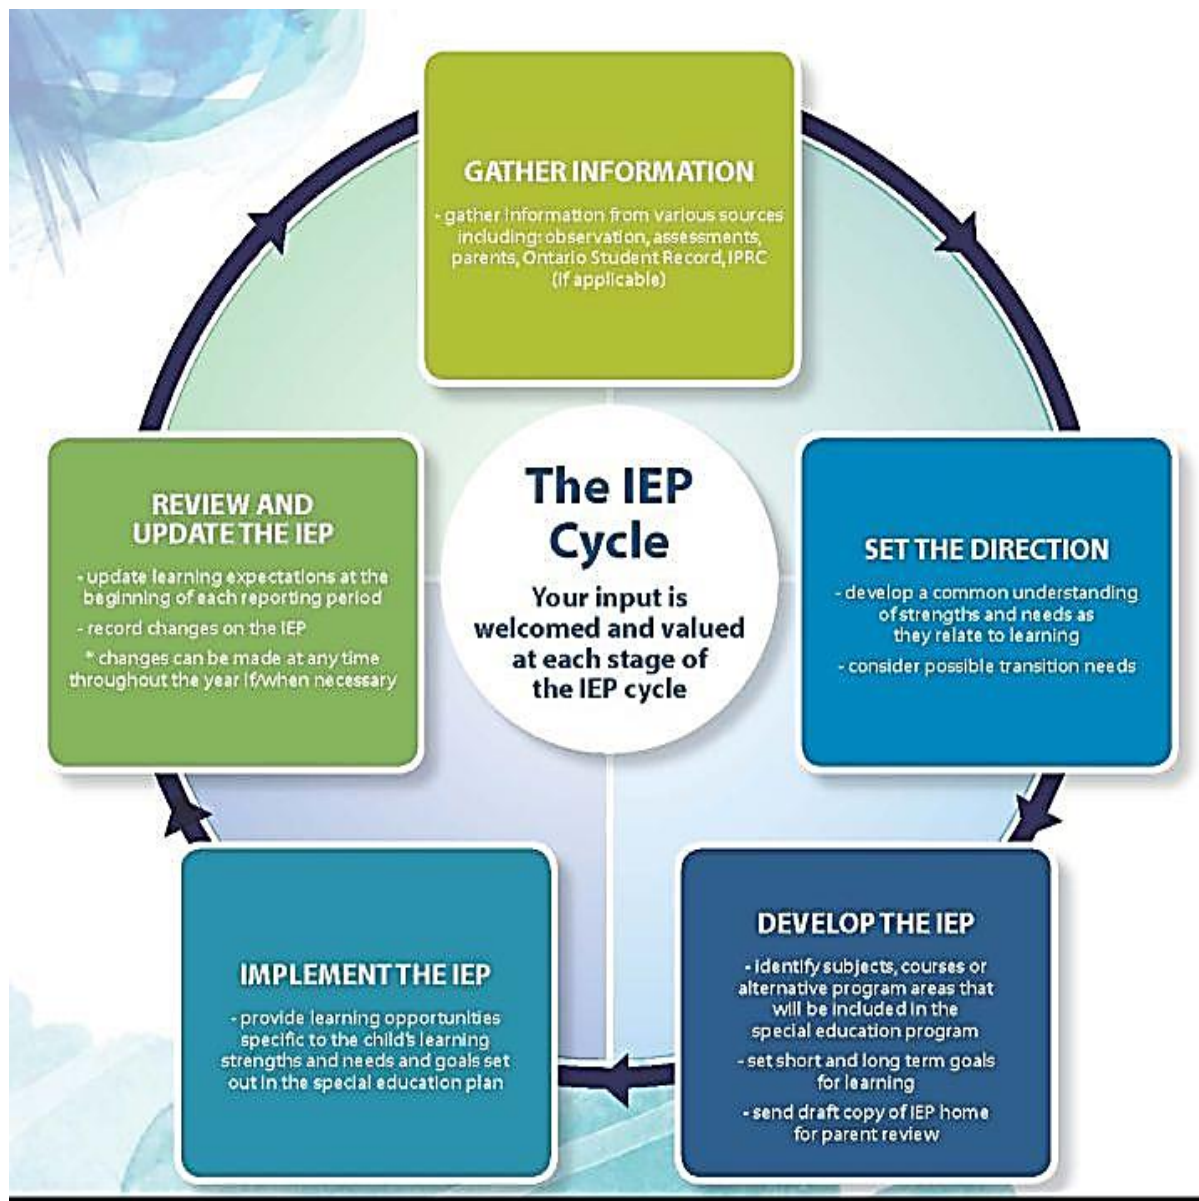 GATHER INFORMATION
- gather information from various sources
including: observation, assessments,
parents, Ontario Student Record, IPRC
(if applicable)
SET THE DIRECTION
- develop a common understanding
of strengths and needs as
they relate to learning
- consider possible transition needs
DEVELOP THE IEP
- identify subjects, courses or
alternative program areas that
will be included in the
special education program
- set short and long term goals
for learning
- send draft copy of IEP home
for parent review
IMPLEMENT THE IEP
- provide learning opportunities
specific to the child's learning
strengths and needs and goals set
out in the special education plan
REVIEW AND
UPDATE THE IEP
- update learning expectations at the
beginning of each reporting period
- record changes on the IEP
* changes can be made at any time
throughout the year if/when necessary
The IEP
Cycle
Your input is
welcomed and valued
at each stage of
the IEP cycle